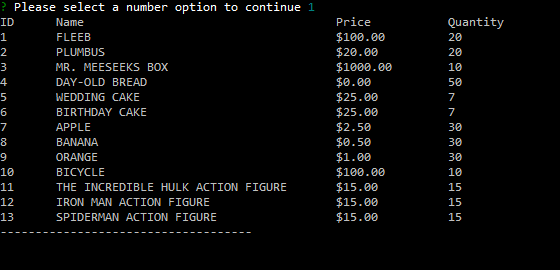 ? Please select a number option to continue 1
ID Name Price Quantity
1 FLEEB $100.00 20
2 PLUMBUS $20.00 20
3 MR. MEESEEKS BOX $1000.00 10
4 DAY-OLD BREAD $0.00 50
5 WEDDING CAKE $25.00 7
6 BIRTHDAY CAKE $25.00 7
7 APPLE $2.50 30
8 BANANA $0.50 30
9 ORANGE $1.00 30
10 BICYCLE $100.00 10
11 THE INCREDIBLE HULK ACTION FIGURE $15.00 15
12 IRON MAN ACTION FIGURE $15.00 15
13 SPIDERMAN ACTION FIGURE $15.00 15
------------------------------------